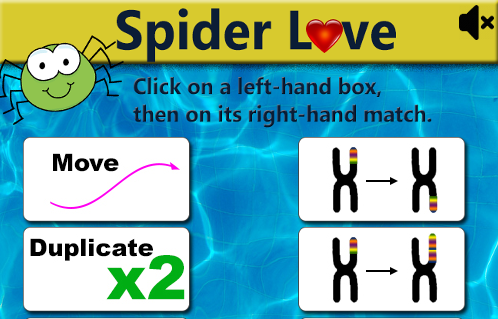 Spider Love
Click on a left-hand box,
then on its right-hand match.
Move
Duplicate
x2